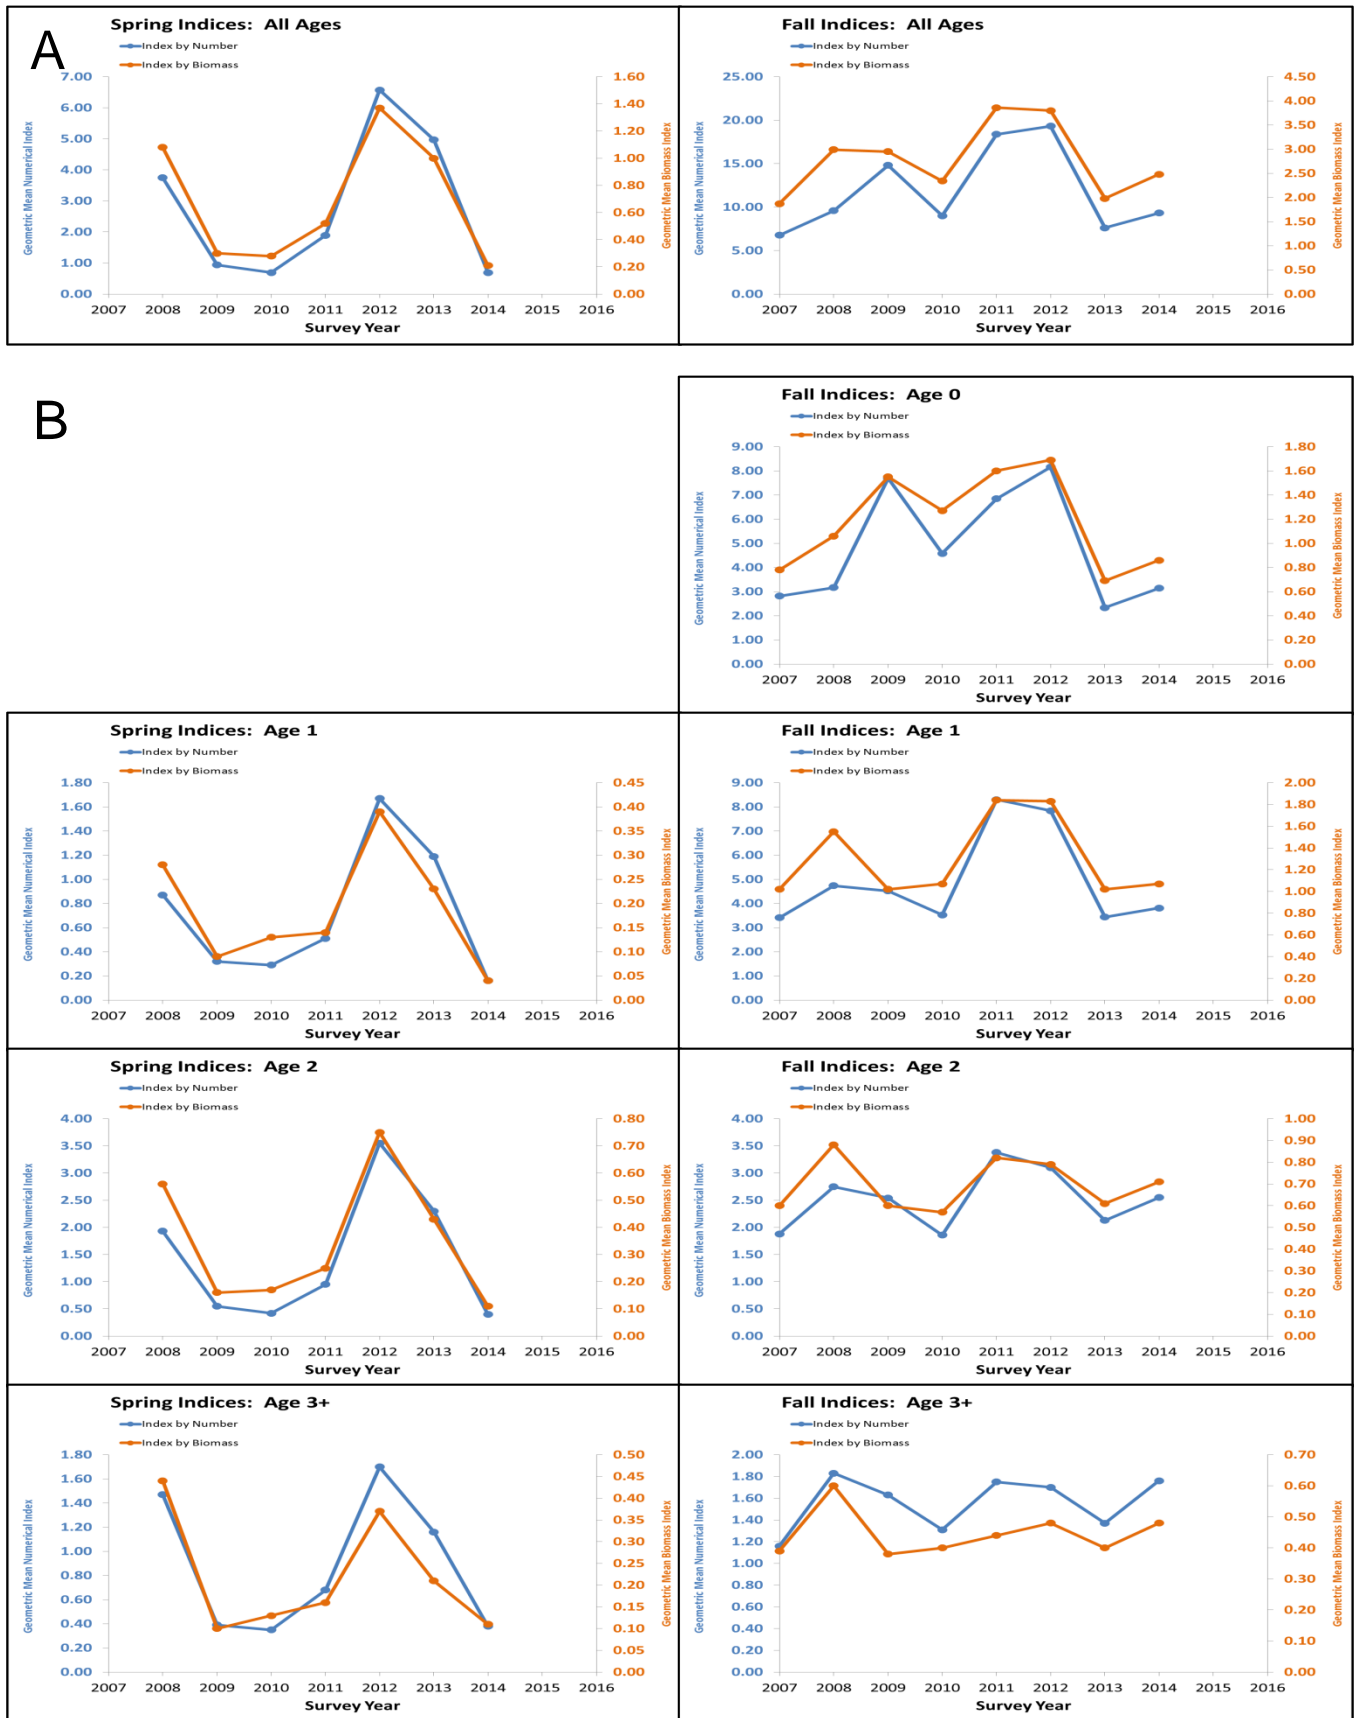 A
Spring Indices: All Ages
Index by Number
Index by Biomass
Geometric Mean Numerical Index
7.00
6.00
5.00
4.00
3.00
2.00
1.00
0.00
1.60
1.40
1.20
1.00
0.80
0.60
0.40
0.20
0.00
Geometric Mean Biomass Index
2007 2008 2009 2010 2011 2012 2013 2014 2015 2016
Survey Year
Fall Indices: All Ages
Index by Number
Index by Biomass
Geometric Mean Numerical Index
25.00
20.00
15.00
10.00
5.00
0.00
4.50
4.00
3.50
3.00
2.50
2.00
1.50
1.00
0.50
0.00
Geometric Mean Biomass Index
2007 2008 2009 2010 2011 2012 2013 2014 2015 2016
Survey Year
B
Fall Indices: Age 0
Index by Number
Index by Biomass
Geometric Mean Numerical Index
9.00
8.00
7.00
6.00
5.00
4.00
3.00
2.00
1.00
0.00
1.80
1.60
1.40
1.20
1.00
0.80
0.60
0.40
0.20
0.00
Geometric Mean Biomass Index
2007 2008 2009 2010 2011 2012 2013 2014 2015 2016
Survey Year
Spring Indices: Age 1
Index by Number
Index by Biomass
Geometric Mean Numerical Index
1.80
1.60
1.40
1.20
1.00
0.80
0.60
0.40
0.20
0.00
0.45
0.40
0.35
0.30
0.25
0.20
0.15
0.10
0.05
0.00
Geometric Mean Biomass Index
2007 2008 2009 2010 2011 2012 2013 2014 2015 2016
Survey Year
Fall Indices: Age 1
Index by Number
Index by Biomass
Geometric Mean Numerical Index
9.00
8.00
7.00
6.00
5.00
4.00
3.00
2.00
1.00
0.00
2.00
1.80
1.60
1.40
1.20
1.00
0.80
0.60
0.40
0.20
0.00
Geometric Mean Biomass Index
2007 2008 2009 2010 2011 2012 2013 2014 2015 2016
Survey Year
Spring Indices: Age 2
Index by Number
Index by Biomass
Geometric Mean Numerical Index
4.00
3.50
3.00
2.50
2.00
1.50
1.00
0.50
0.00
0.80
0.70
0.60
0.50
0.40
0.30
0.20
0.10
0.00
Geometric Mean Biomass Index
2007 2008 2009 2010 2011 2012 2013 2014 2015 2016
Survey Year
Fall Indices: Age 2
Index by Number
Index by Biomass
Geometric Mean Numerical Index
4.00
3.50
3.00
2.50
2.00
1.50
1.00
0.50
0.00
1.00
0.90
0.80
0.70
0.60
0.50
0.40
0.30
0.20
0.10
0.00
Geometric Mean Biomass Index
2007 2008 2009 2010 2011 2012 2013 2014 2015 2016
Survey Year
Spring Indices: Age 3+
Index by Number
Index by Biomass
Geometric Mean Numerical Index
1.80
1.60
1.40
1.20
1.00
0.80
0.60
0.40
0.20
0.00
0.50
0.45
0.40
0.35
0.30
0.25
0.20
0.15
0.10
0.05
0.00
Geometric Mean Biomass Index
2007 2008 2009 2010 2011 2012 2013 2014 2015 2016
Survey Year
Fall Indices: Age 3+
Index by Number
Index by Biomass
Geometric Mean Numerical Index
2.00
1.80
1.60
1.40
1.20
1.00
0.80
0.60
0.40
0.20
0.00
0.70
0.60
0.50
0.40
0.30
0.20
0.10
0.00
Geometric Mean Biomass Index
2007 2008 2009 2010 2011 2012 2013 2014 2015 2016
Survey Year